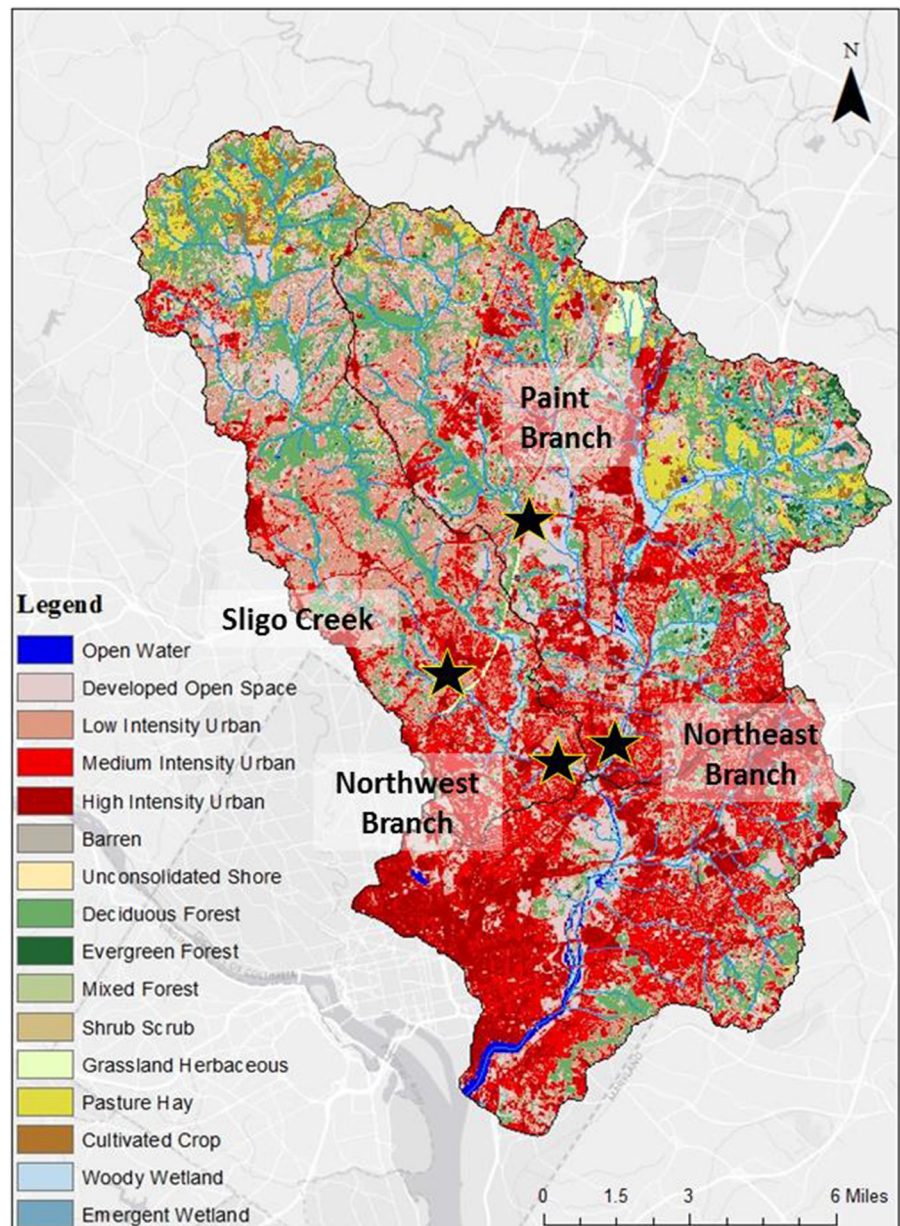 N
Paint
Branch
Sligo Creek
Northeast
Branch
Northwest
Branch
Legend
Open Water
Developed Open Space
Low Intensity Urban
Medium Intensity Urban
High Intensity Urban
Barren
Unconsolidated Shore
Deciduous Forest
Evergreen Forest
Mixed Forest
Shrub Scrub
Grassland Herbaceous
Pasture Hay
Cultivated Crop
Woody Wetland
Emergent Wetland
MARYLAND
0 1.5 3 6 Miles